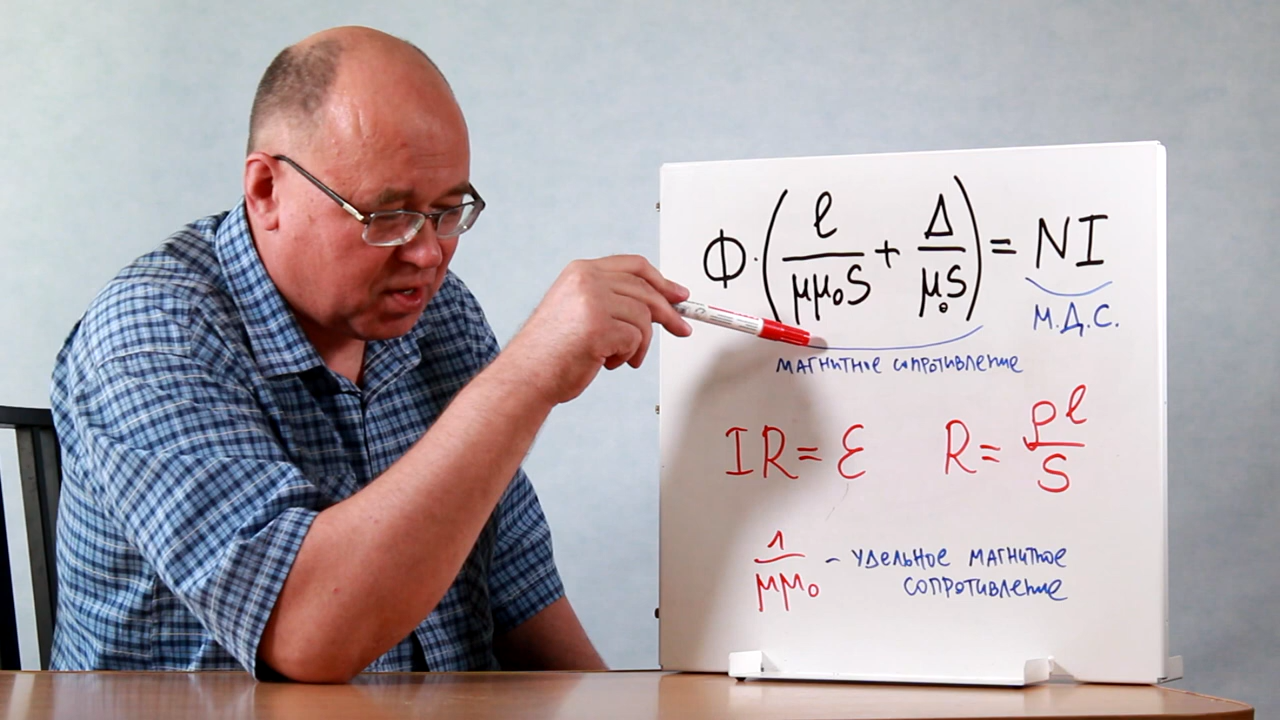 Φ·(ℓ/μμ₀S + Δ/μ₀S) = NI
М.Д.С.
МАГНИТНОЕ СОПРОТИВЛЕНИЕ
IR = ℰ R = ρℓ/S
1/μμ₀ – УДЕЛЬНОЕ МАГНИТНОЕ
СОПРОТИВЛЕНИЕ